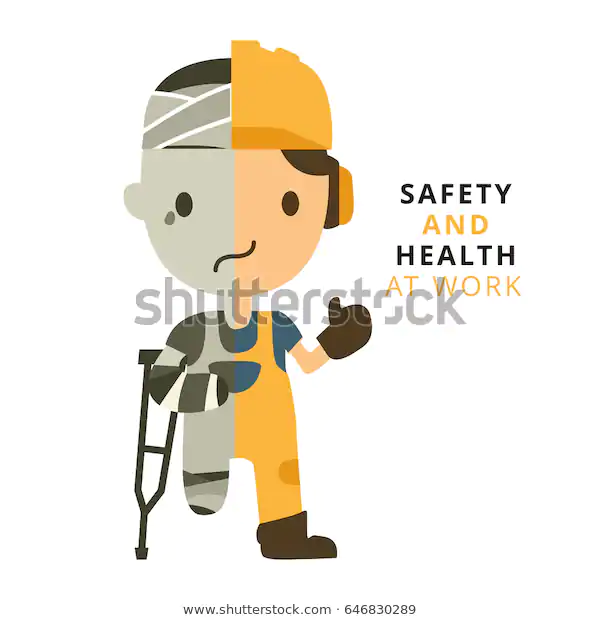 SAFETY
AND
HEALTH
AT WORK
shutterstock
www.shutterstock.com · 646830289